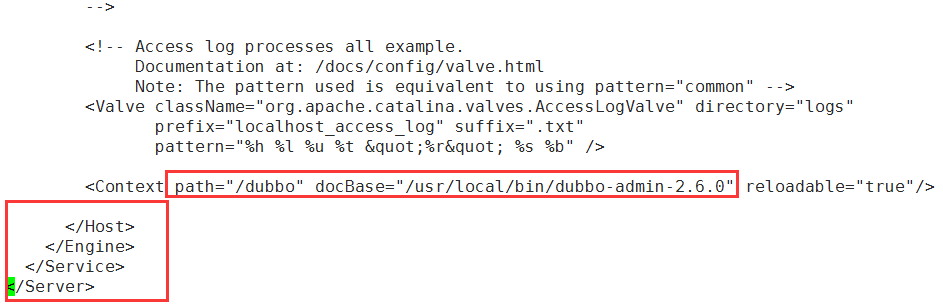 -->
<!-- Access log processes all example.
Documentation at: /docs/config/valve.html
Note: The pattern used is equivalent to using pattern="common" -->
<Valve className="org.apache.catalina.valves.AccessLogValve" directory="logs"
prefix="localhost_access_log" suffix=".txt"
pattern="%h %l %u %t &quot;%r&quot; %s %b" />
<Context path="/dubbo" docBase="/usr/local/bin/dubbo-admin-2.6.0" reloadable="true"/>
</Host>
</Engine>
</Service>
</Server>